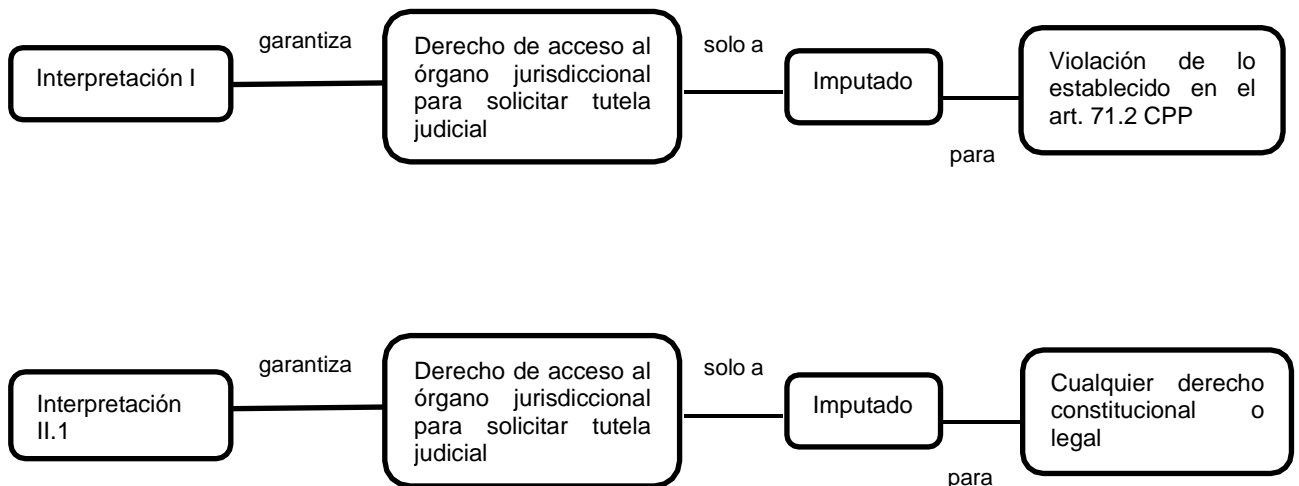 garantiza
Interpretación I
Derecho de acceso al
órgano jurisdiccional
para solicitar tutela
judicial
solo a
Imputado
para
Violación de lo
establecido en el
art. 71.2 CPP
garantiza
Interpretación
II.1
Derecho de acceso al
órgano jurisdiccional
para solicitar tutela
judicial
solo a
Imputado
para
Cualquier derecho
constitucional o
legal